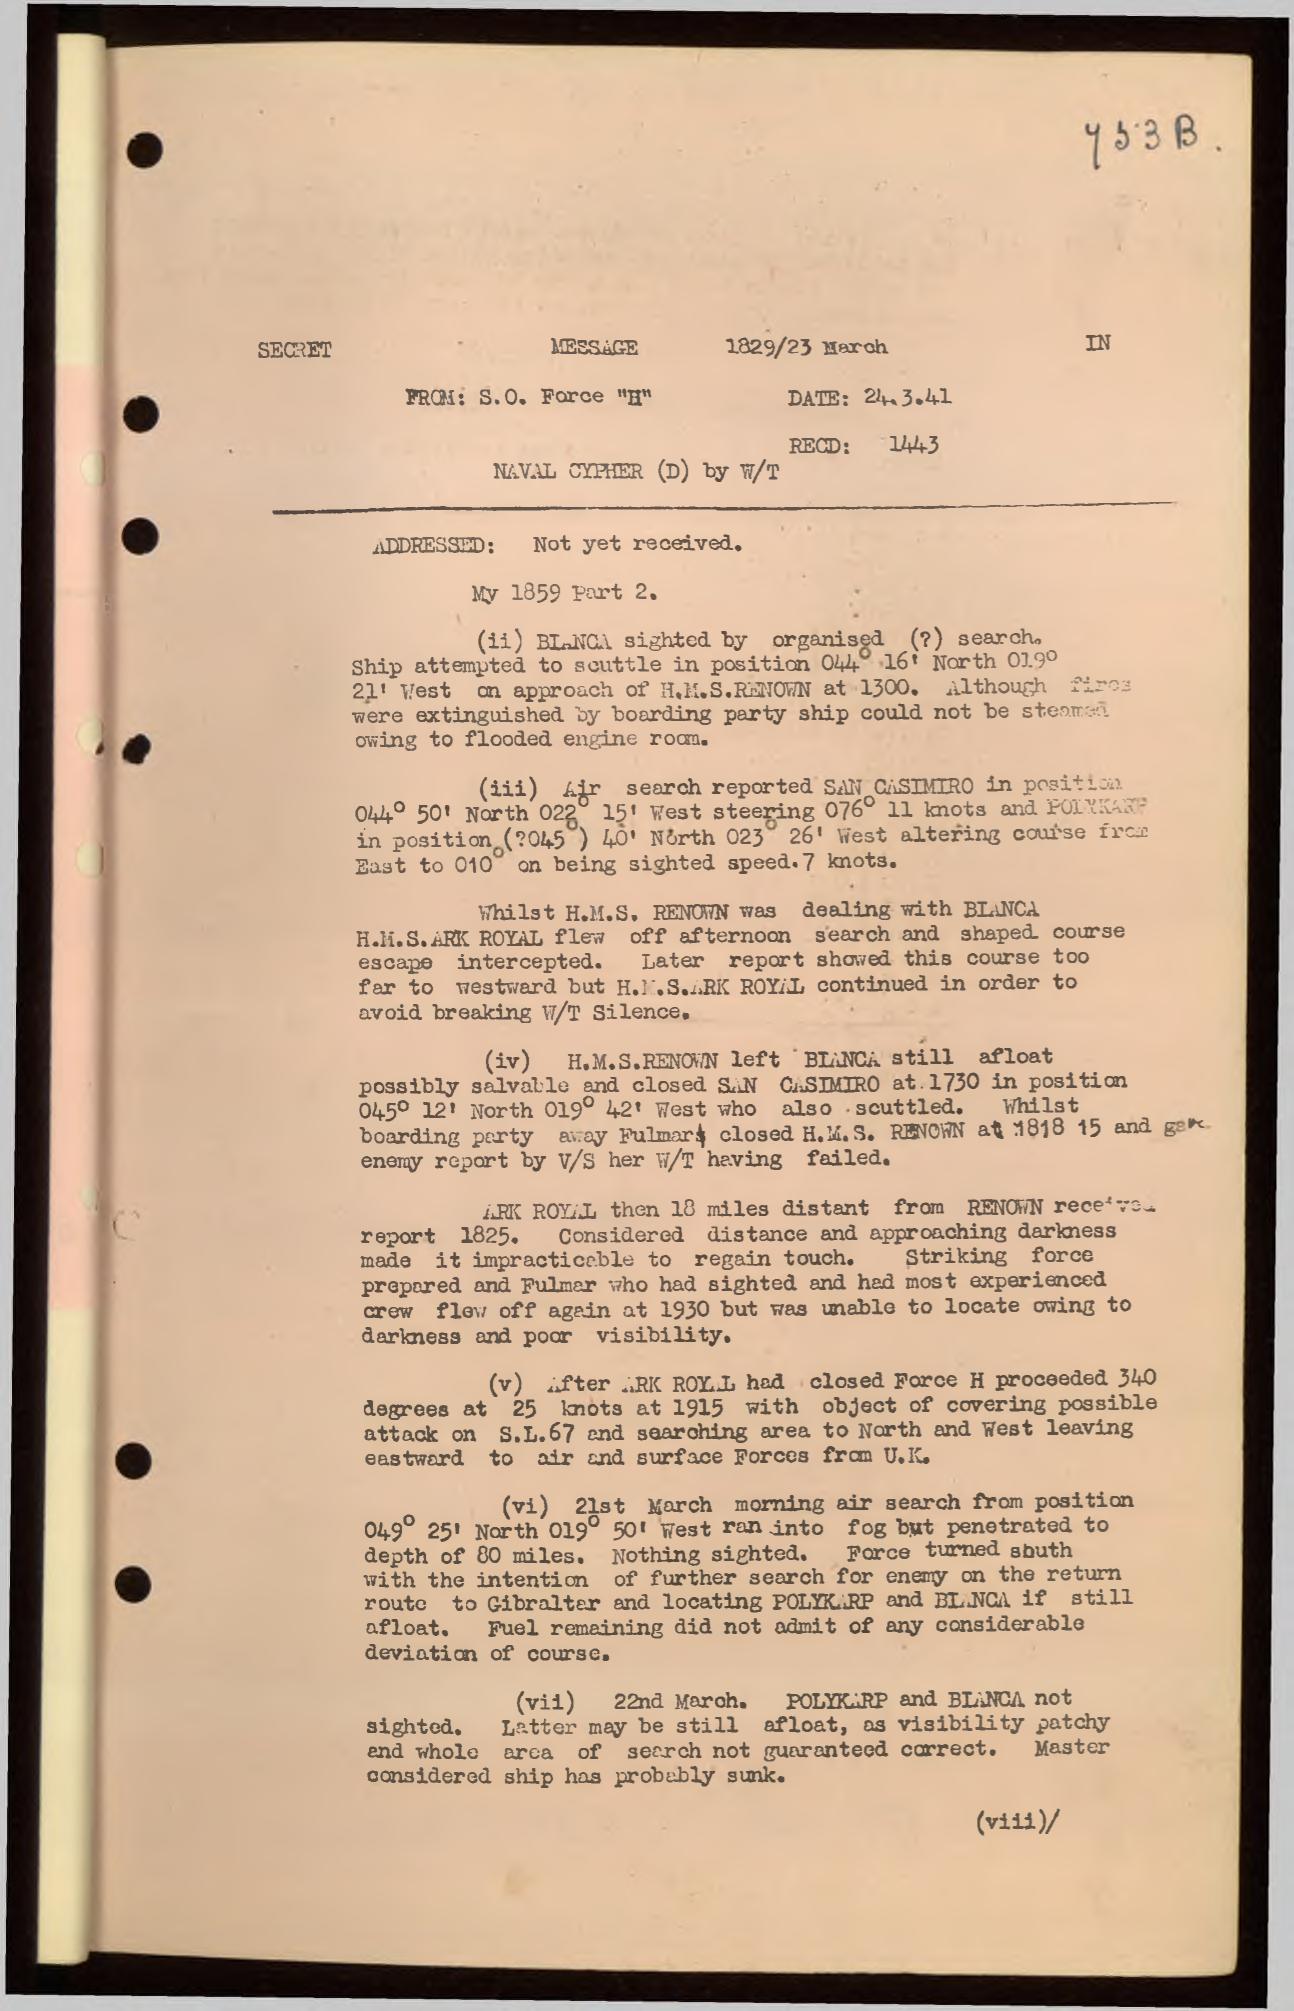 753B.
SECRET MESSAGE 1829/23 March IN
FROM: S.O. Force "H" DATE: 24.3.41
RECD: 1443
NAVAL CYPHER (D) by W/T
ADDRESSED: Not yet received.
My 1859 Part 2.
(ii) BIANCA sighted by organised (?) search.
Ship attempted to scuttle in position 044° 16' North 019°
21' West on approach of H.M.S.RENOWN at 1300. Although fires
were extinguished by boarding party ship could not be steamed
owing to flooded engine room.
(iii) Air search reported SAN CASIMIRO in position
044° 50' North 022° 15' West steering 076° 11 knots and POLYKARP
in position (?045°) 40' North 023° 26' West altering course from
East to 010° on being sighted speed.7 knots.
Whilst H.M.S. RENOWN was dealing with BIANCA
H.M.S.ARK ROYAL flew off afternoon search and shaped course
escape intercepted. Later report showed this course too
far to westward but H.M.S.ARK ROYAL continued in order to
avoid breaking W/T Silence.
(iv) H.M.S.RENOWN left BIANCA still afloat
possibly salvable and closed SAN CASIMIRO at 1730 in position
045° 12' North 019° 42' West who also scuttled. Whilst
boarding party away Fulmar closed H.M.S. RENOWN at 1818 15 and gave
enemy report by V/S her W/T having failed.
ARK ROYAL then 18 miles distant from RENOWN received
report 1825. Considered distance and approaching darkness
made it impracticable to regain touch. Striking force
prepared and Fulmar who had sighted and had most experienced
crew flew off again at 1930 but was unable to locate owing to
darkness and poor visibility.
(v) After ARK ROYAL had closed Force H proceeded 340
degrees at 25 knots at 1915 with object of covering possible
attack on S.L.67 and searching area to North and West leaving
eastward to air and surface Forces from U.K.
(vi) 21st March morning air search from position
049° 25' North 019° 50' West ran into fog but penetrated to
depth of 80 miles. Nothing sighted. Force turned south
with the intention of further search for enemy on the return
route to Gibraltar and locating POLYKARP and BIANCA if still
afloat. Fuel remaining did not admit of any considerable
deviation of course.
(vii) 22nd March. POLYKARP and BIANCA not
sighted. Latter may be still afloat, as visibility patchy
and whole area of search not guaranteed correct. Master
considered ship has probably sunk.
(viii)/